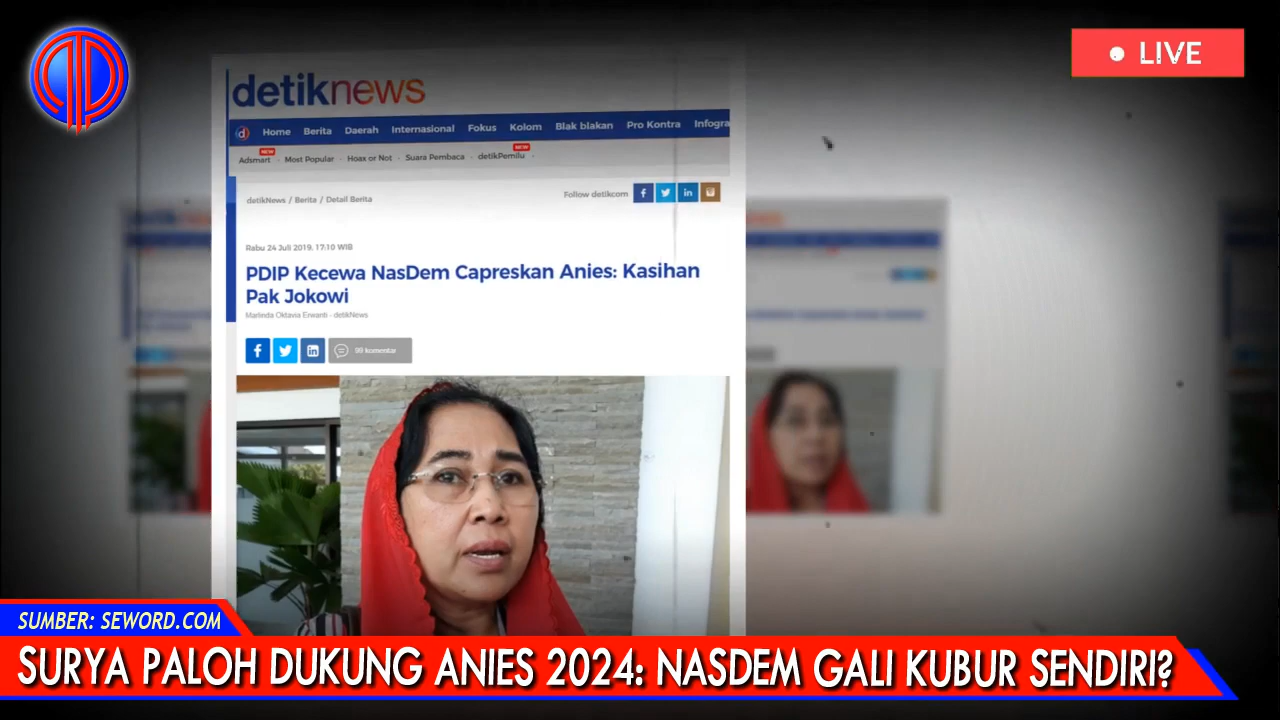 LIVE
detiknews
Home Berita Daerah Internasional Fokus Kolom Blak blakan Pro Kontra Infogra
NEW NEW
Adsmart · Most Popular · Hoax or Not · Suara Pembaca · detikPemilu ·
Follow detikcom
detikNews / Berita / Detail Berita
Rabu 24 Juli 2019, 17:10 WIB
PDIP Kecewa NasDem Capreskan Anies: Kasihan
Pak Jokowi
Marlinda Oktavia Erwanti - detikNews
99 komentar
SUMBER: SEWORD.COM
SURYA PALOH DUKUNG ANIES 2024: NASDEM GALI KUBUR SENDIRI?